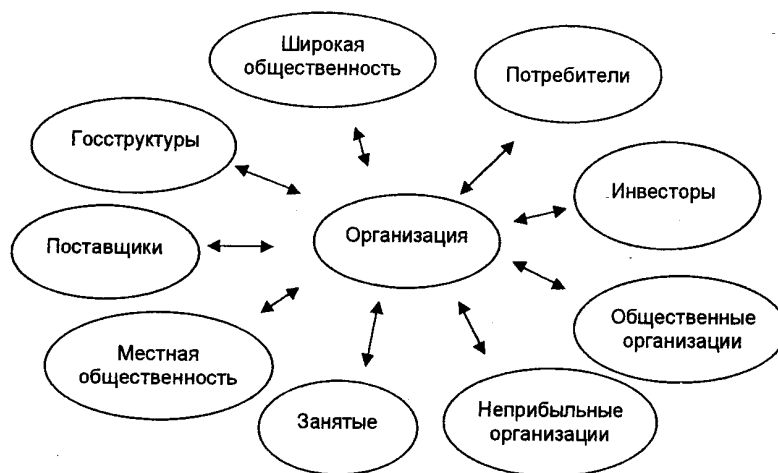 Широкая
общественность
Потребители
Госструктуры
Инвесторы
Поставщики
Организация
Общественные
организации
Местная
общественность
Занятые
Неприбыльные
организации